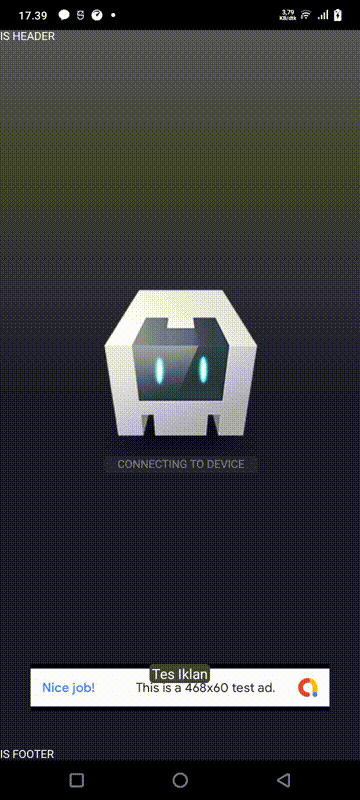 17.39
3,79
KB/dtk
IS HEADER
CONNECTING TO DEVICE
Tes Iklan
Nice job!
This is a 468x60 test ad.
IS FOOTER